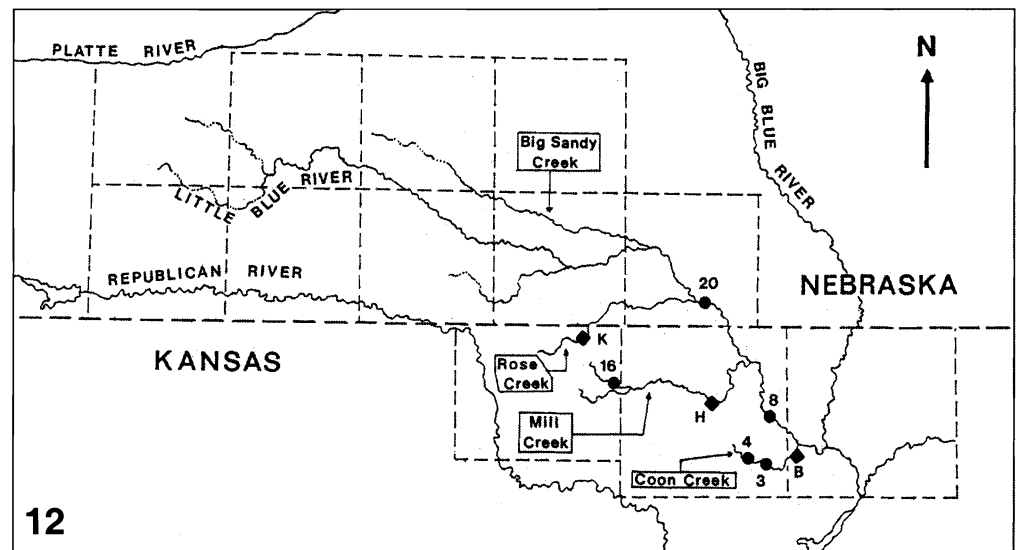 PLATTE RIVER
N
BIG BLUE RIVER
Big Sandy
Creek
LITTLE BLUE RIVER
REPUBLICAN RIVER
20
NEBRASKA
KANSAS
K
Rose
Creek
16
Mill
Creek
H
8
4
3
B
Coon Creek
12